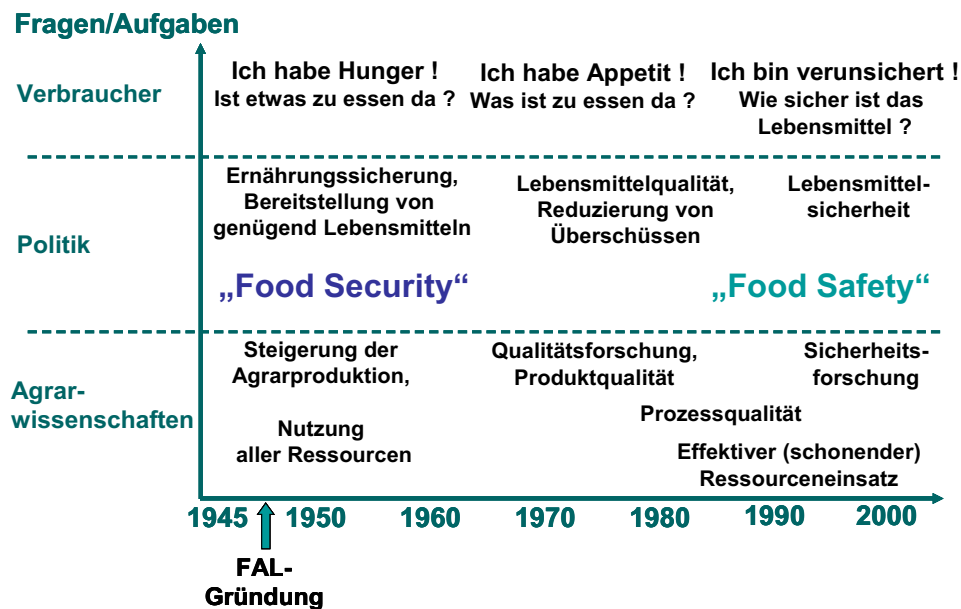 Fragen/Aufgaben
Verbraucher
Ich habe Hunger !
Ist etwas zu essen da ?
Ich habe Appetit !
Was ist zu essen da ?
Ich bin verunsichert !
Wie sicher ist das
Lebensmittel ?
Politik
Ernährungssicherung,
Bereitstellung von
genügend Lebensmitteln
Lebensmittelqualität,
Reduzierung von
Überschüssen
Lebensmittel-
sicherheit
„Food Security“
„Food Safety“
Agrar-
wissenschaften
Steigerung der
Agrarproduktion,
Nutzung
aller Ressourcen
Qualitätsforschung,
Produktqualität
Sicherheits-
forschung
Prozessqualität
Effektiver (schonender)
Ressourceneinsatz
1945 1950 1960 1970 1980 1990 2000
FAL-
Gründung